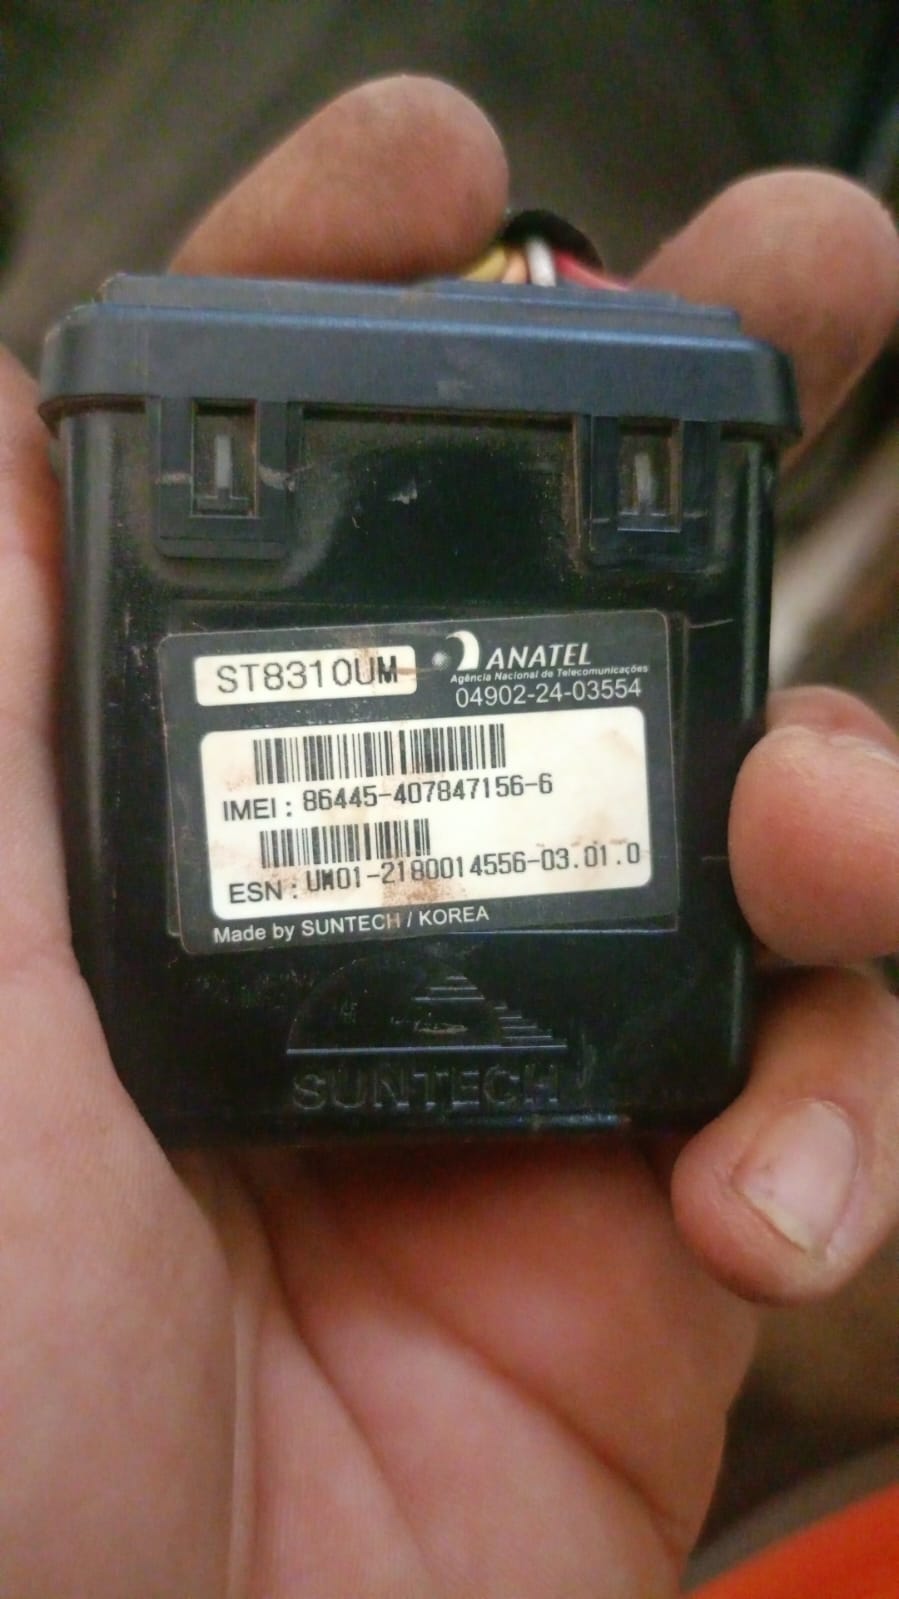 ST8310UM
ANATEL
Agência Nacional de Telecomunicações
04902-24-03554
IMEI : 86445-407847156-6
ESN : UM01-2180014556-03.01.0
Made by SUNTECH / KOREA
SUNTECH